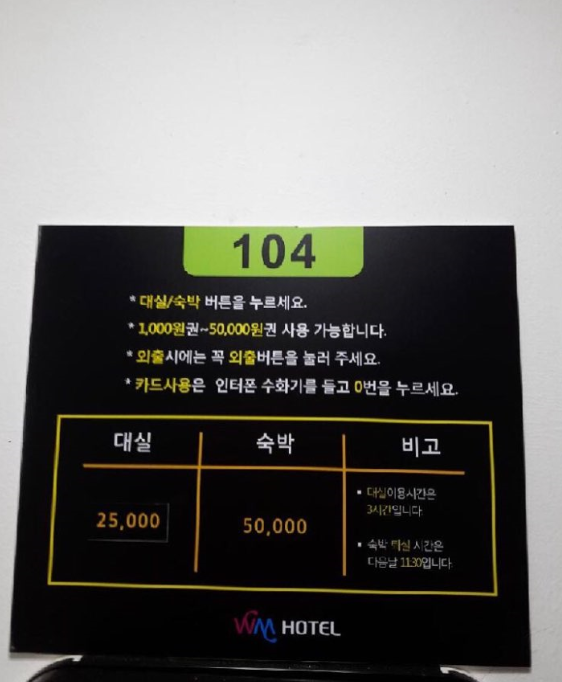 104
* 대실/숙박 버튼을 누르세요.
* 1,000원권~50,000원권 사용 가능합니다.
* 외출시에는 꼭 외출버튼을 눌러 주세요.
* 카드사용은 인터폰 수화기를 들고 0번을 누르세요.
대실 숙박 비고
25,000 50,000
▪ 대실이용시간은
3시간입니다.
▪ 숙박 퇴실 시간은
다음날 11:30입니다.
WM HOTEL